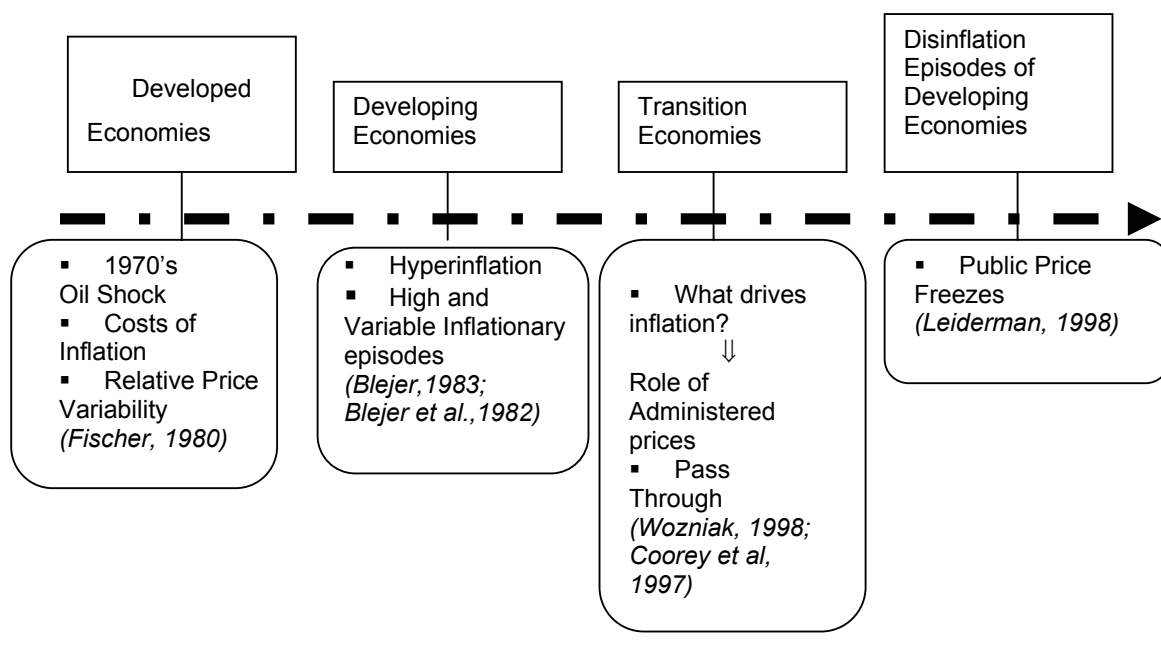 Developed
Economies
▪ 1970's
Oil Shock
▪ Costs of
Inflation
▪ Relative Price
Variability
(Fischer, 1980)
Developing
Economies
▪ Hyperinflation
▪ High and
Variable Inflationary
episodes
(Blejer,1983;
Blejer et al.,1982)
Transition
Economies
▪ What drives
inflation?
⇓
Role of
Administered
prices
▪ Pass
Through
(Wozniak, 1998;
Coorey et al,
1997)
Disinflation
Episodes of
Developing
Economies
▪ Public Price
Freezes
(Leiderman, 1998)